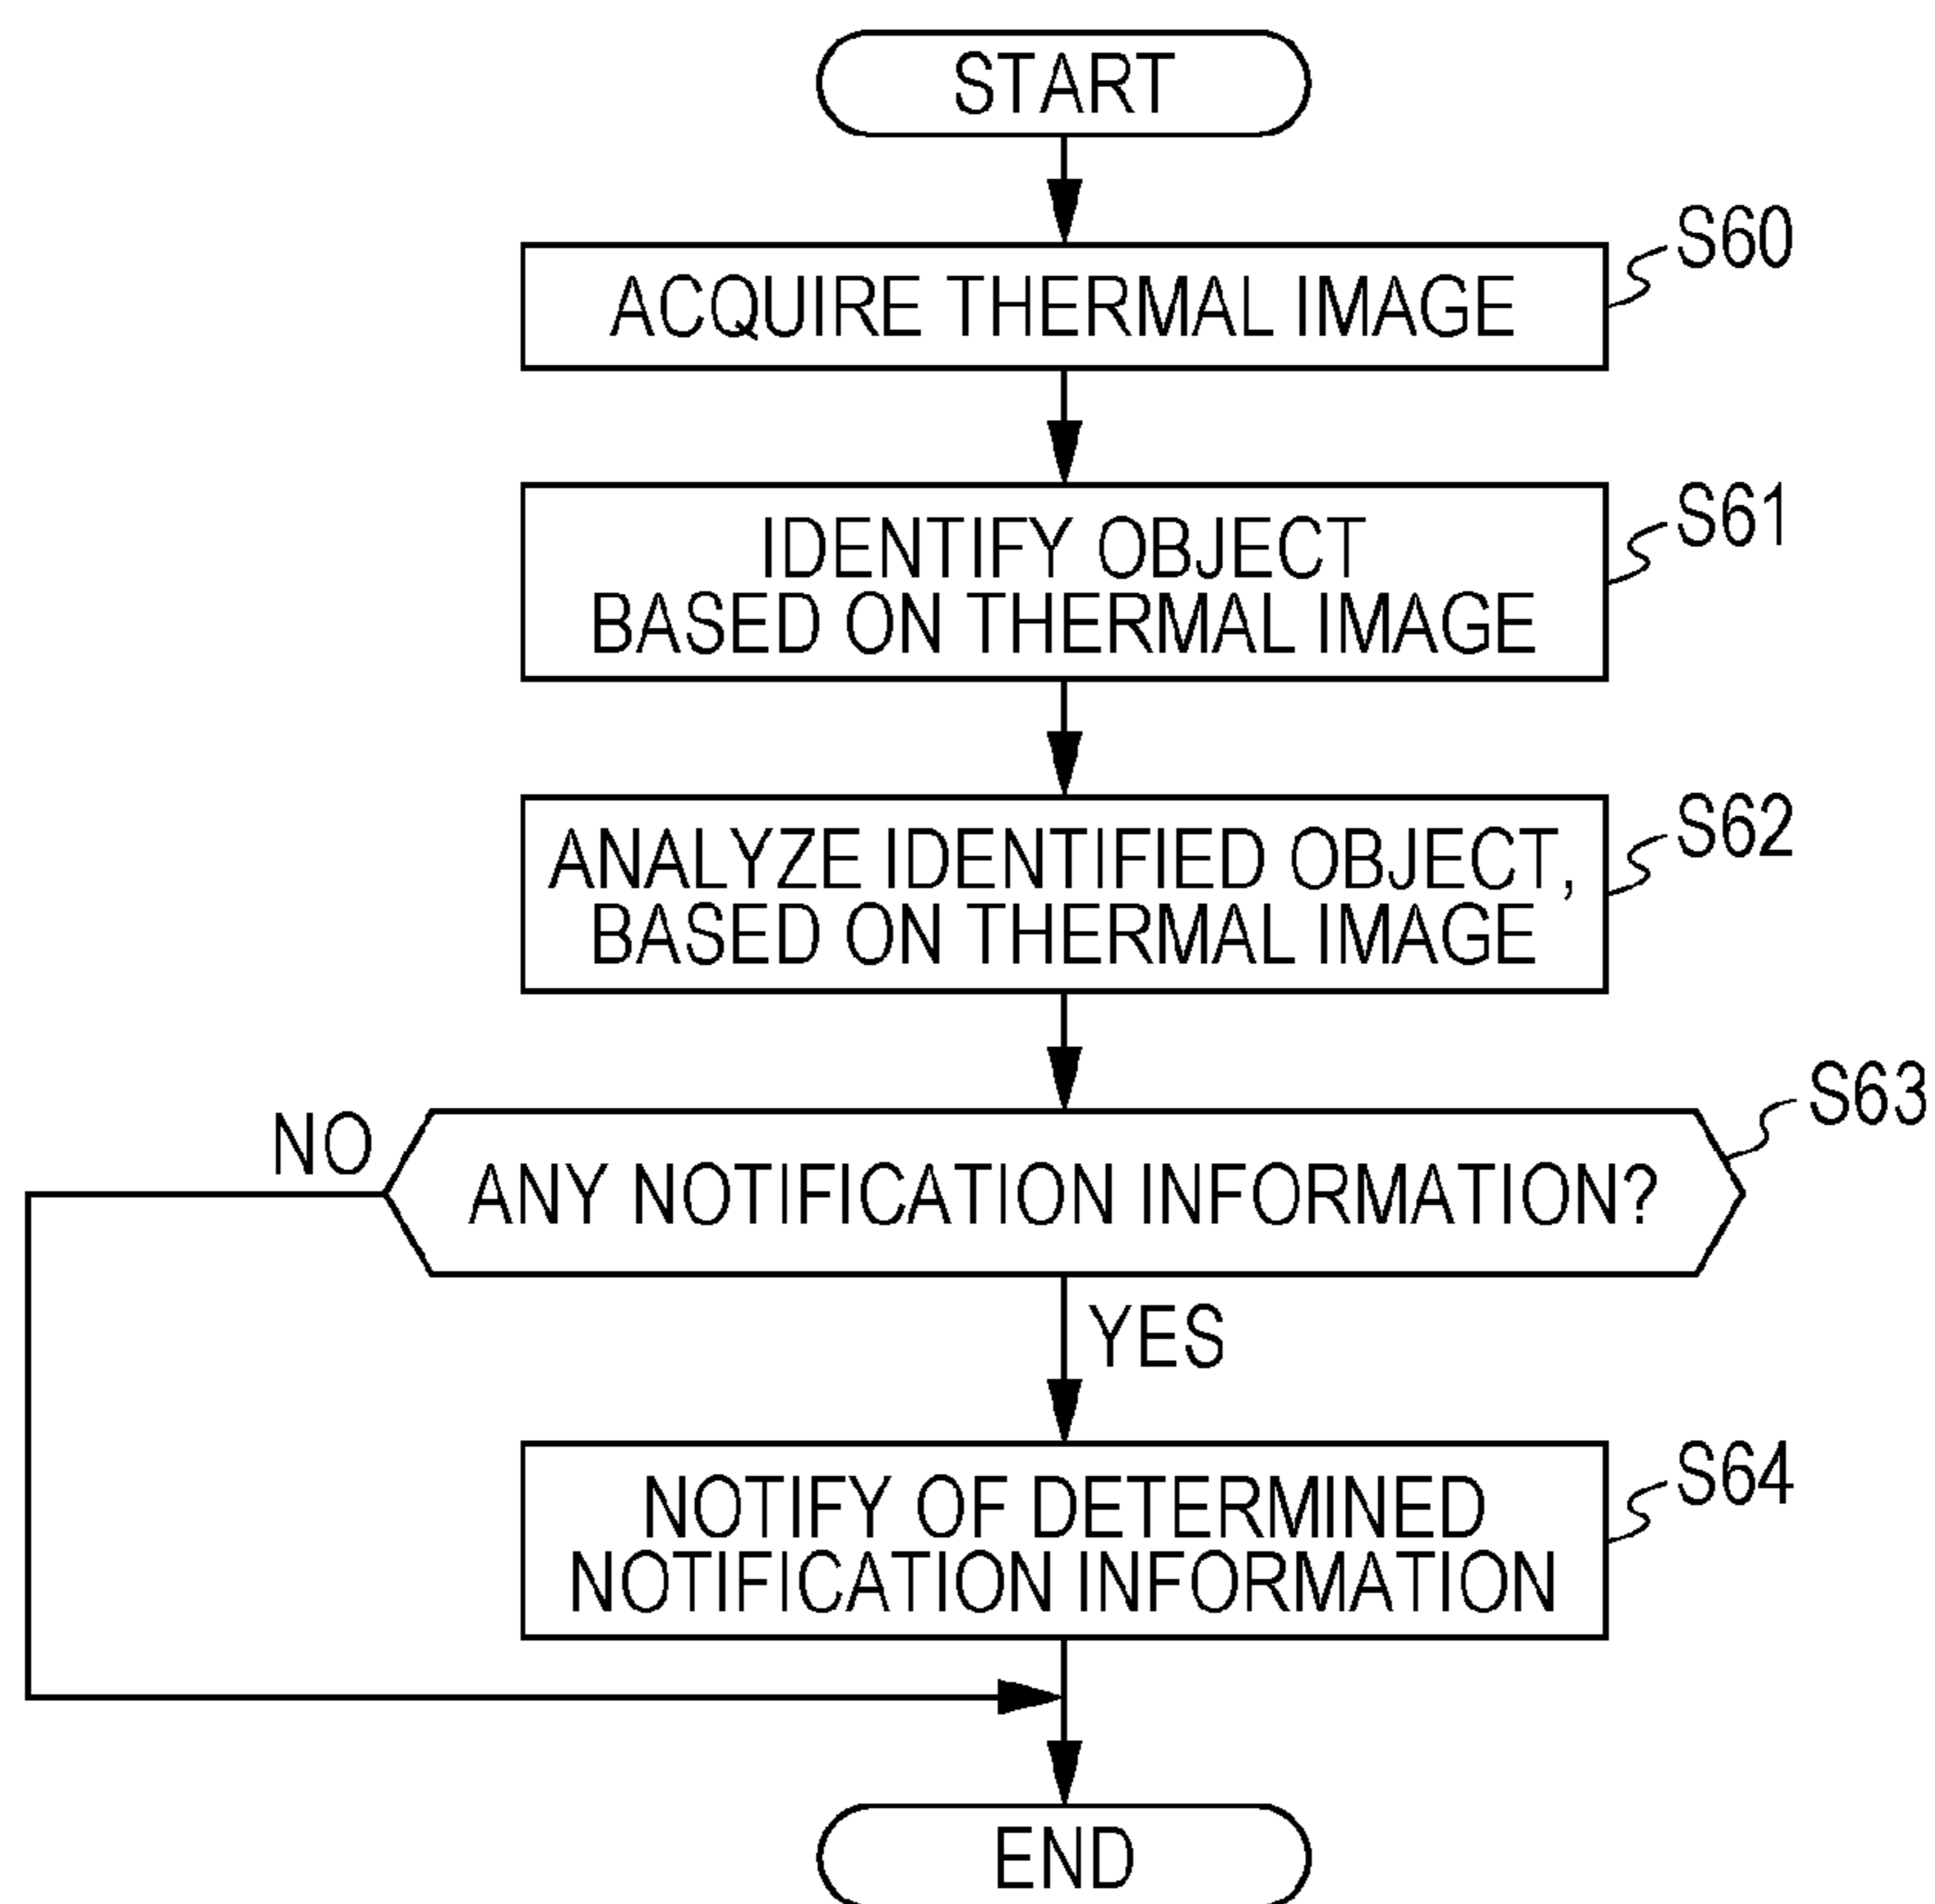 START
S60
ACQUIRE THERMAL IMAGE
S61
IDENTIFY OBJECT
BASED ON THERMAL IMAGE
S62
ANALYZE IDENTIFIED OBJECT,
BASED ON THERMAL IMAGE
S63
NO
ANY NOTIFICATION INFORMATION?
YES
S64
NOTIFY OF DETERMINED
NOTIFICATION INFORMATION
END